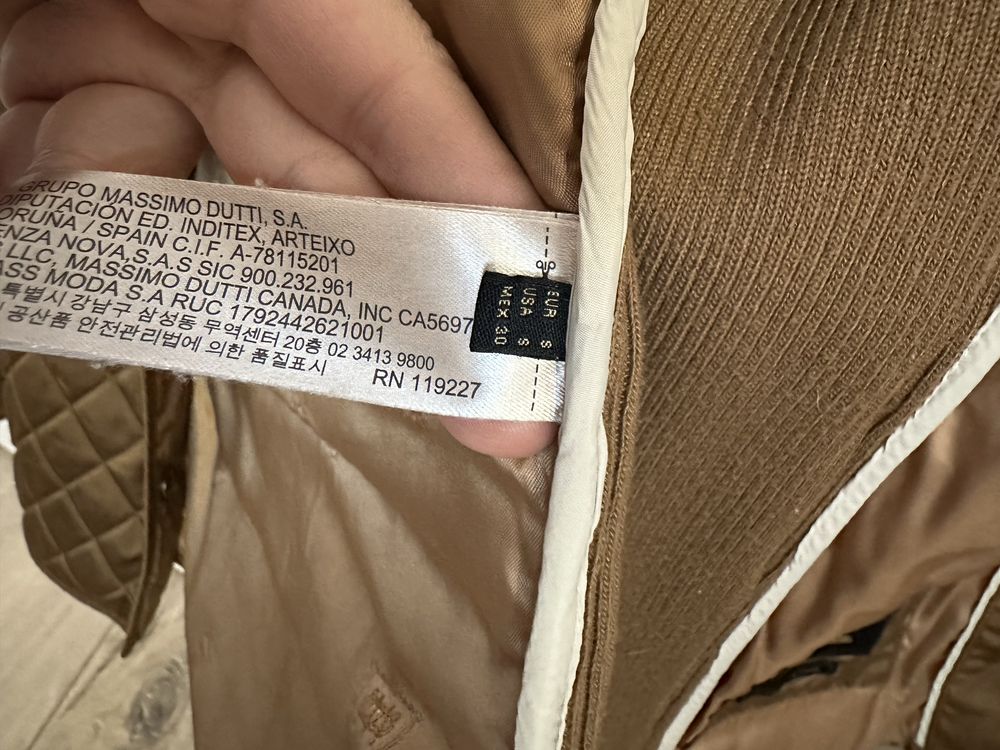 GRUPO MASSIMO DUTTI, S.A.
DIPUTACIÓN ED. INDITEX, ARTEIXO
CORUÑA / SPAIN C.I.F. A-78115201
NOVA,S.A.S SIC 900.232.961
LLC, MASSIMO DUTTI CANADA, INC CA5697
MODA S.A RUC 1792442621001
특별시 강남구 삼성동 무역센터 20층 02 3413 9800
공산품 안전관리법에 의한 품질표시
RN 119227
EUR S
USA S
MEX 30